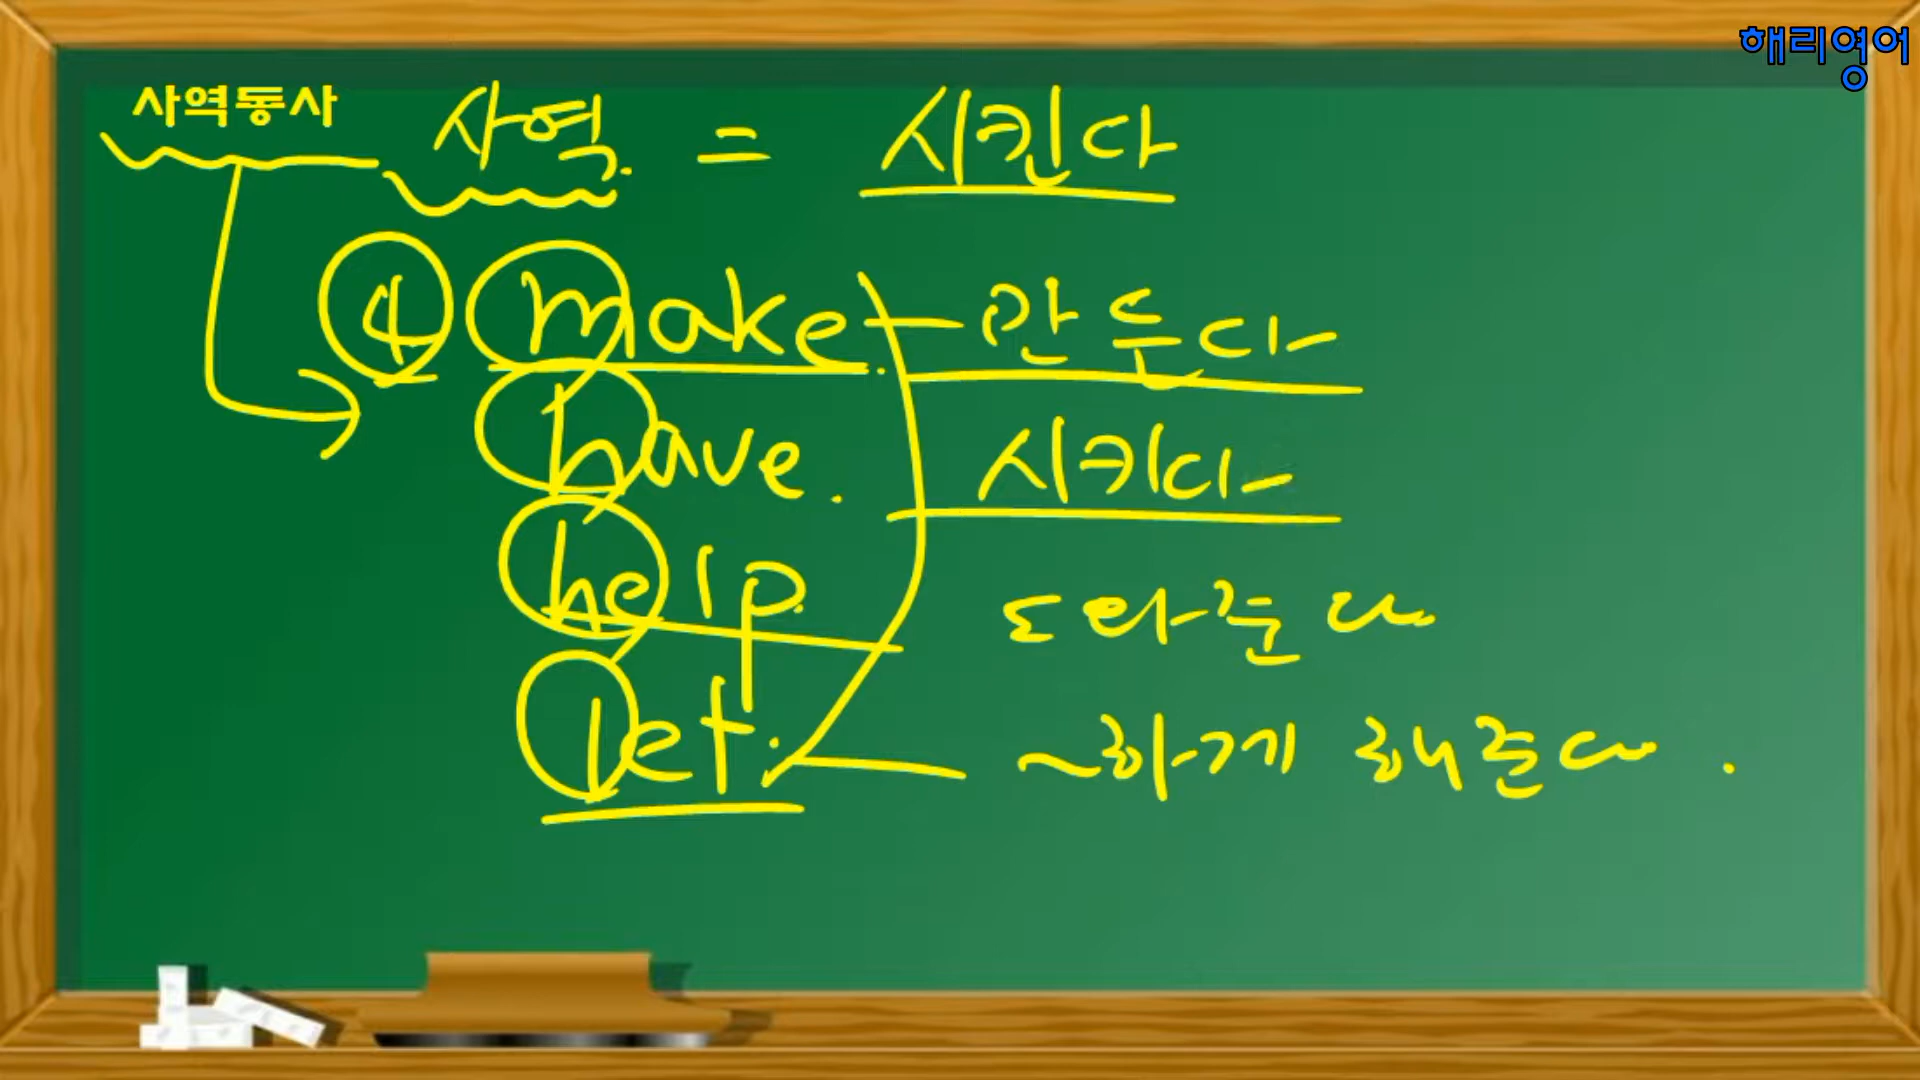 해리영어
사역동사 사역. = 시킨다
4 make. 만든다
have. 시키다
help. 도와준다
let. ~하게 해준다.